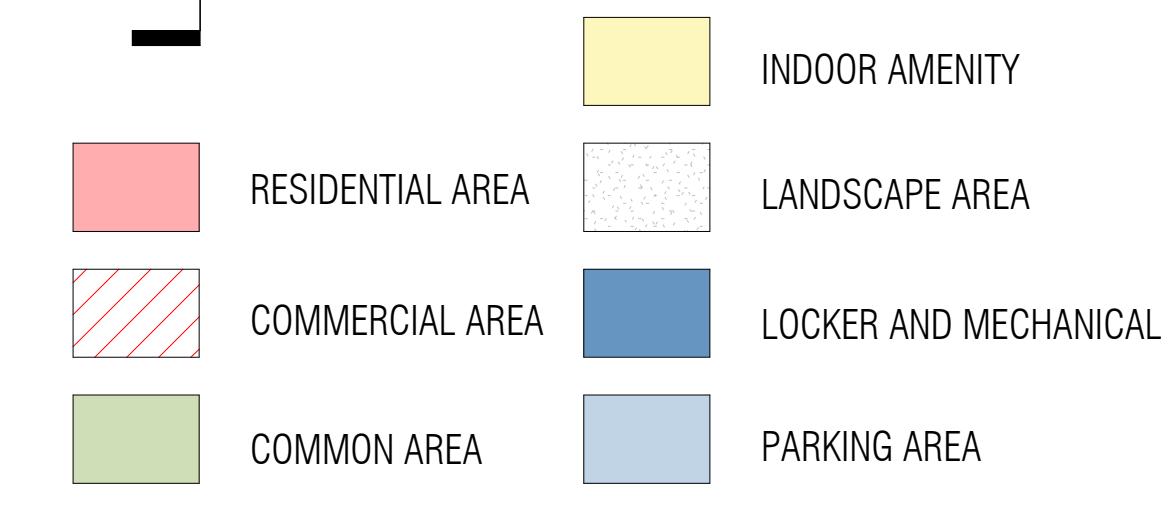 INDOOR AMENITY
RESIDENTIAL AREA
LANDSCAPE AREA
COMMERCIAL AREA
LOCKER AND MECHANICAL
COMMON AREA
PARKING AREA